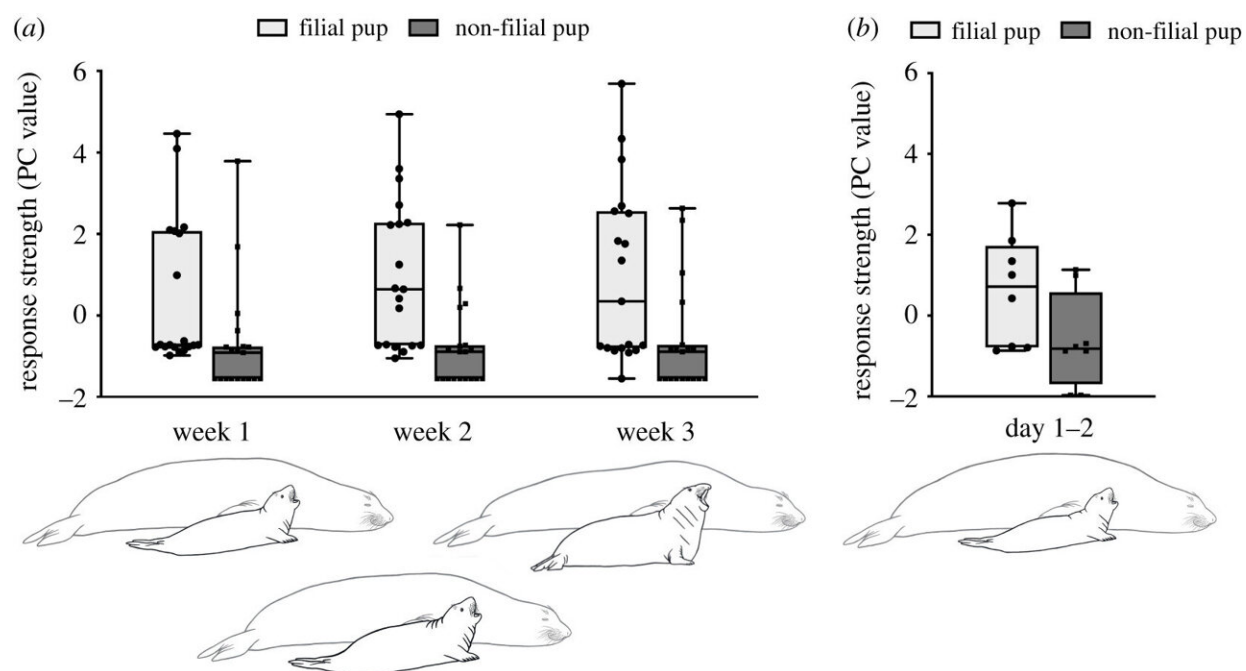 (a)
filial pup non-filial pup
response strength (PC value)
6
4
2
0
−2
week 1 week 2 week 3
(b)
filial pup non-filial pup
response strength (PC value)
6
4
2
0
−2
day 1–2